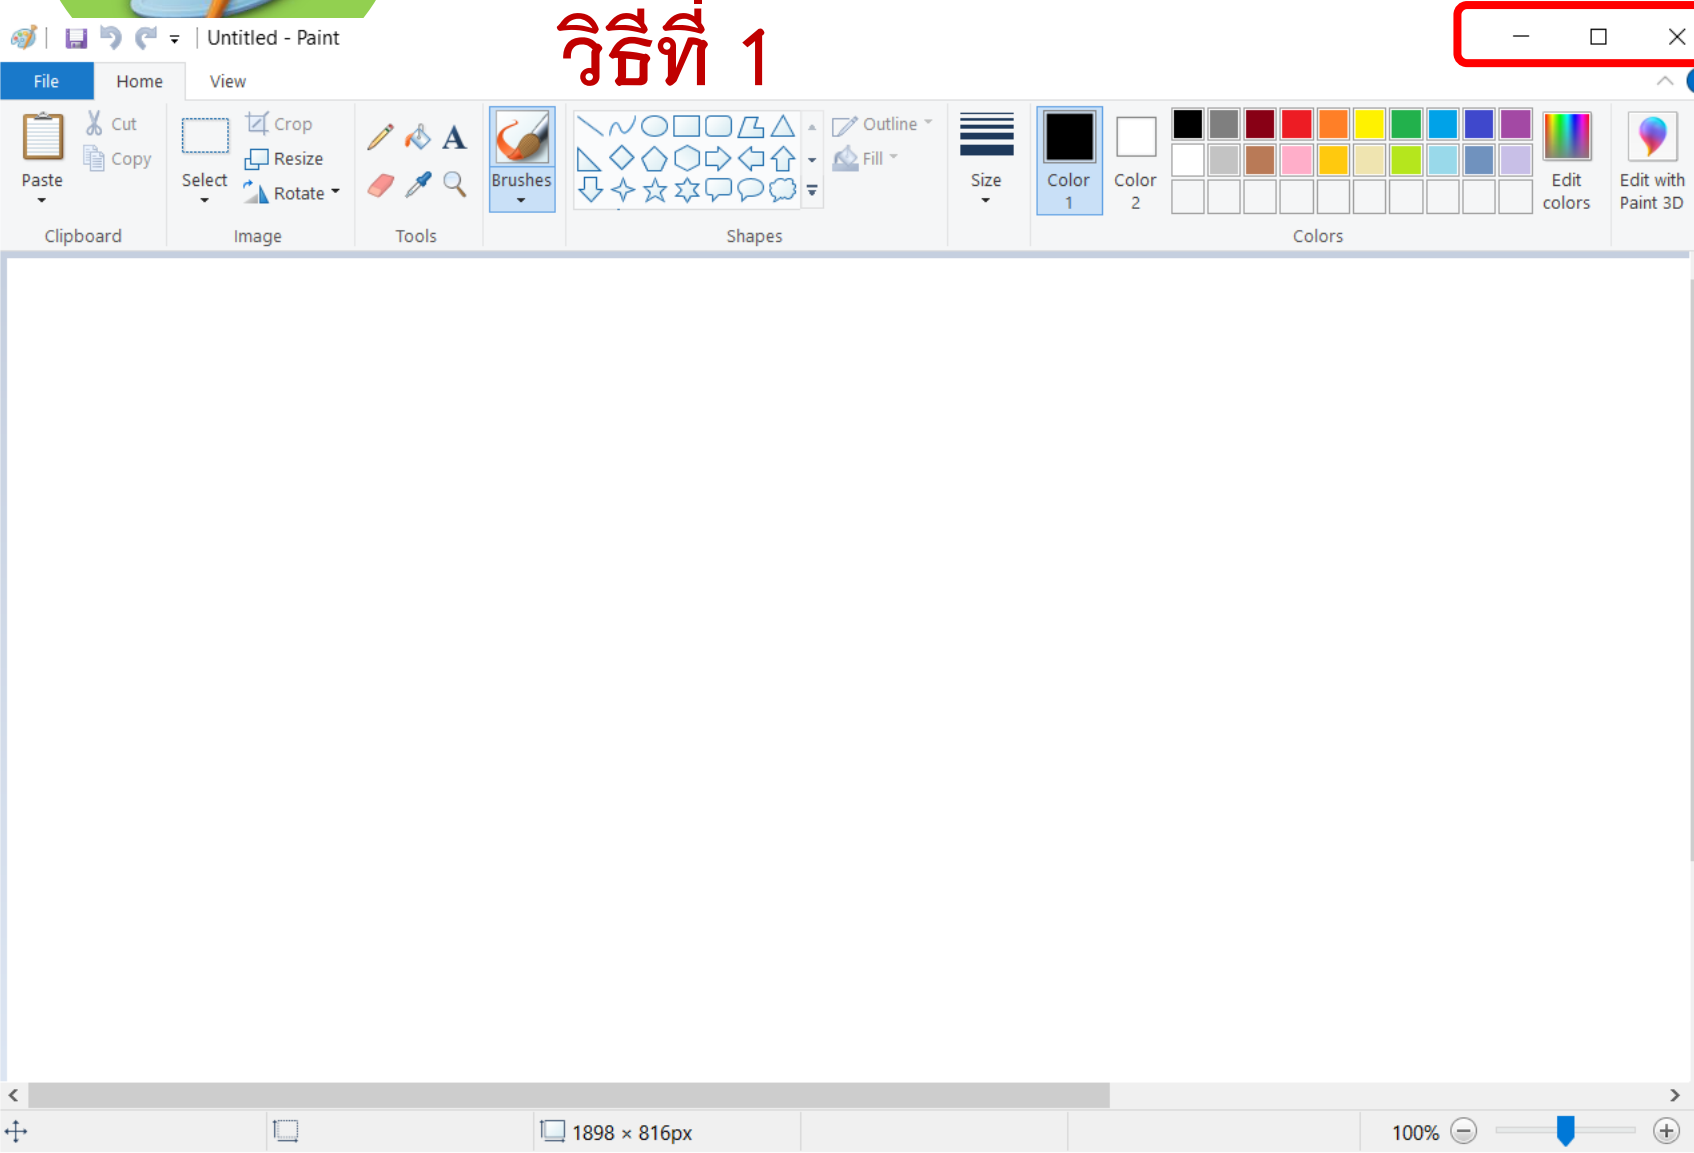 วิธีที่ 1
Untitled - Paint
File Home View
Cut Crop Outline
Copy Resize Fill
Paste Select Rotate Brushes Size Color 1 Color 2 Edit colors Edit with Paint 3D
A
Clipboard Image Tools Shapes Colors
1898 × 816px 100%